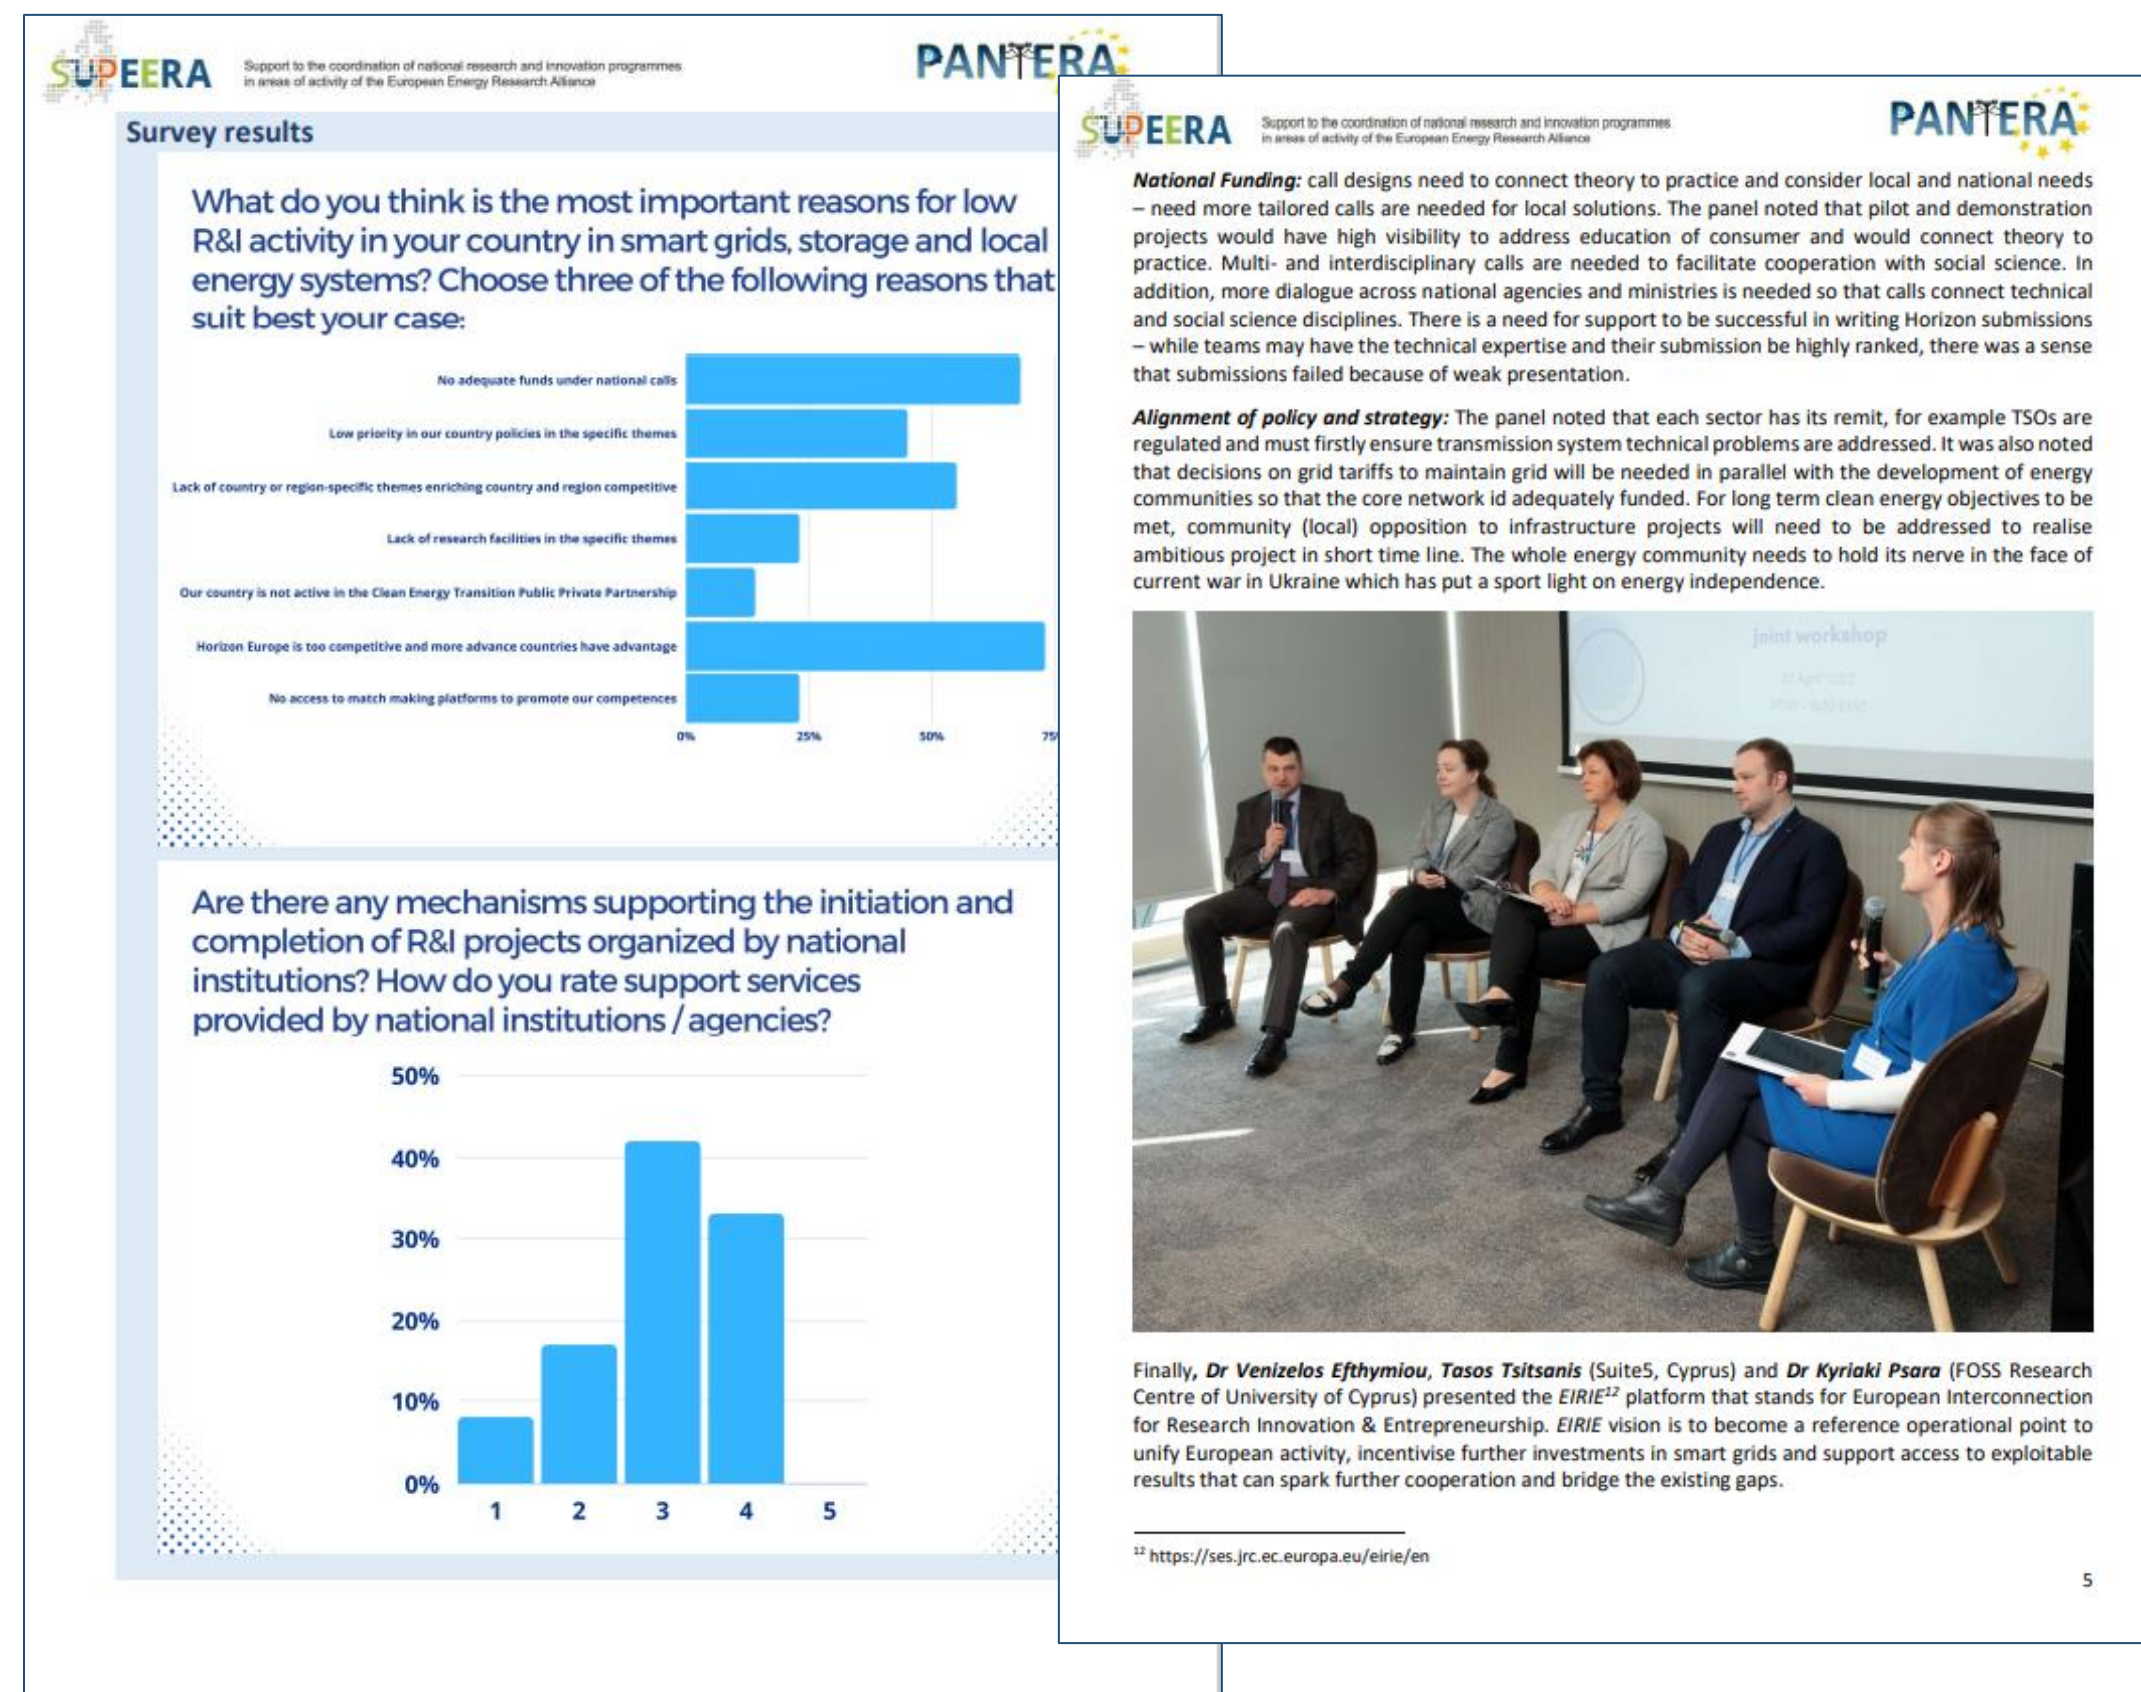 SUPEERA
Support to the coordination of national research and innovation programmes
in areas of activity of the European Energy Research Alliance
PANTERA
Survey results
What do you think is the most important reasons for low
R&I activity in your country in smart grids, storage and local
energy systems? Choose three of the following reasons that
suit best your case:
No adequate funds under national calls
Low priority in our country policies in the specific themes
Lack of country or region-specific themes enriching country and region competitive
Lack of research facilities in the specific themes
Our country is not active in the Clean Energy Transition Public Private Partnership
Horizon Europe is too competitive and more advance countries have advantage
No access to match making platforms to promote our competences
0% 25% 50%
Are there any mechanisms supporting the initiation and
completion of R&I projects organized by national
institutions? How do you rate support services
provided by national institutions / agencies?
50%
40%
30%
20%
10%
0%
1 2 3 4 5
SUPEERA
Support to the coordination of national research and innovation programmes
in areas of activity of the European Energy Research Alliance
PANTERA
National Funding: call designs need to connect theory to practice and consider local and national needs
– need more tailored calls are needed for local solutions. The panel noted that pilot and demonstration
projects would have high visibility to address education of consumer and would connect theory to
practice. Multi- and interdisciplinary calls are needed to facilitate cooperation with social science. In
addition, more dialogue across national agencies and ministries is needed so that calls connect technical
and social science disciplines. There is a need for support to be successful in writing Horizon submissions
– while teams may have the technical expertise and their submission be highly ranked, there was a sense
that submissions failed because of weak presentation.
Alignment of policy and strategy: The panel noted that each sector has its remit, for example TSOs are
regulated and must firstly ensure transmission system technical problems are addressed. It was also noted
that decisions on grid tariffs to maintain grid will be needed in parallel with the development of energy
communities so that the core network id adequately funded. For long term clean energy objectives to be
met, community (local) opposition to infrastructure projects will need to be addressed to realise
ambitious project in short time line. The whole energy community needs to hold its nerve in the face of
current war in Ukraine which has put a sport light on energy independence.
joint workshop
Finally, Dr Venizelos Efthymiou, Tasos Tsitsanis (Suite5, Cyprus) and Dr Kyriaki Psara (FOSS Research
Centre of University of Cyprus) presented the EIRIE12 platform that stands for European Interconnection
for Research Innovation & Entrepreneurship. EIRIE vision is to become a reference operational point to
unify European activity, incentivise further investments in smart grids and support access to exploitable
results that can spark further cooperation and bridge the existing gaps.
12 https://ses.jrc.ec.europa.eu/eirie/en
5